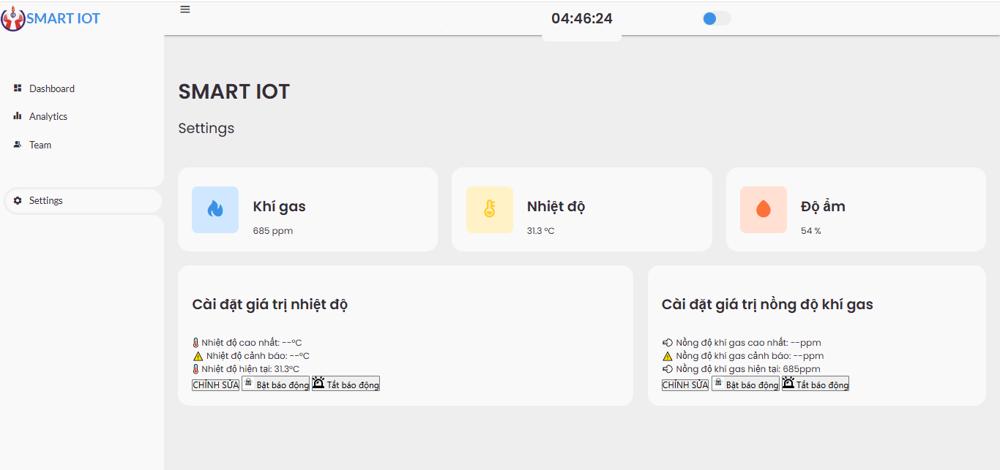 SMART IOT
04:46:24
Dashboard
Analytics
Team
Settings
SMART IOT
Settings
Khí gas
685 ppm
Nhiệt độ
31.3 °C
Độ ẩm
54 %
Cài đặt giá trị nhiệt độ
Nhiệt độ cao nhất: --°C
Nhiệt độ cảnh báo: --°C
Nhiệt độ hiện tại: 31.3°C
CHỈNH SỬA Bật báo động Tắt báo động
Cài đặt giá trị nồng độ khí gas
Nồng độ khí gas cao nhất: --ppm
Nồng độ khí gas cảnh báo: --ppm
Nồng độ khí gas hiện tại: 685ppm
CHỈNH SỬA Bật báo động Tắt báo động